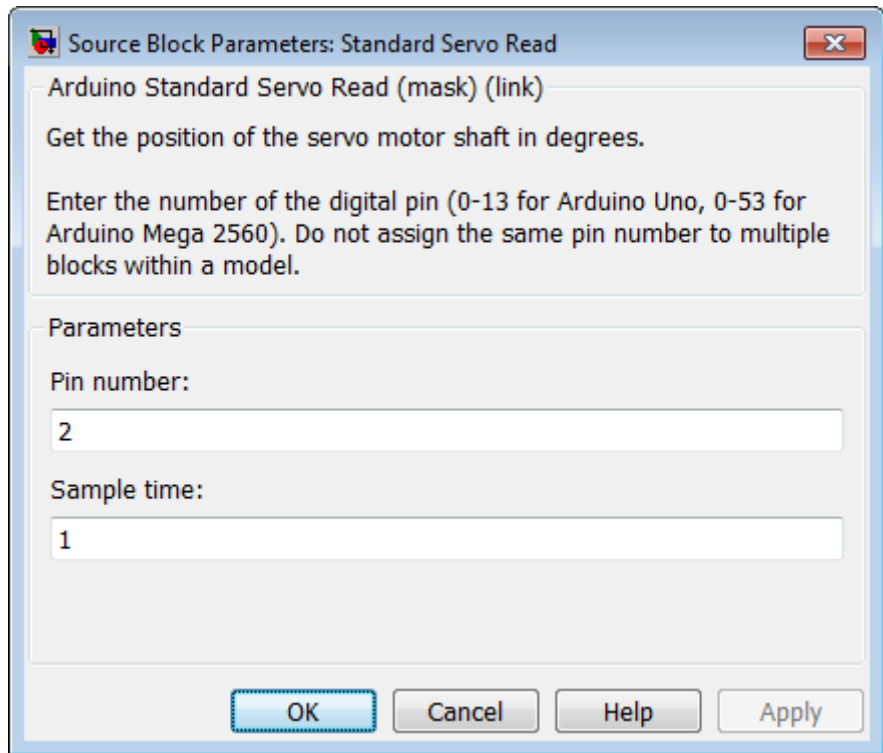 Source Block Parameters: Standard Servo Read
Arduino Standard Servo Read (mask) (link)
Get the position of the servo motor shaft in degrees.
Enter the number of the digital pin (0-13 for Arduino Uno, 0-53 for
Arduino Mega 2560). Do not assign the same pin number to multiple
blocks within a model.
Parameters
Pin number:
2
Sample time:
1
OK
Cancel
Help
Apply